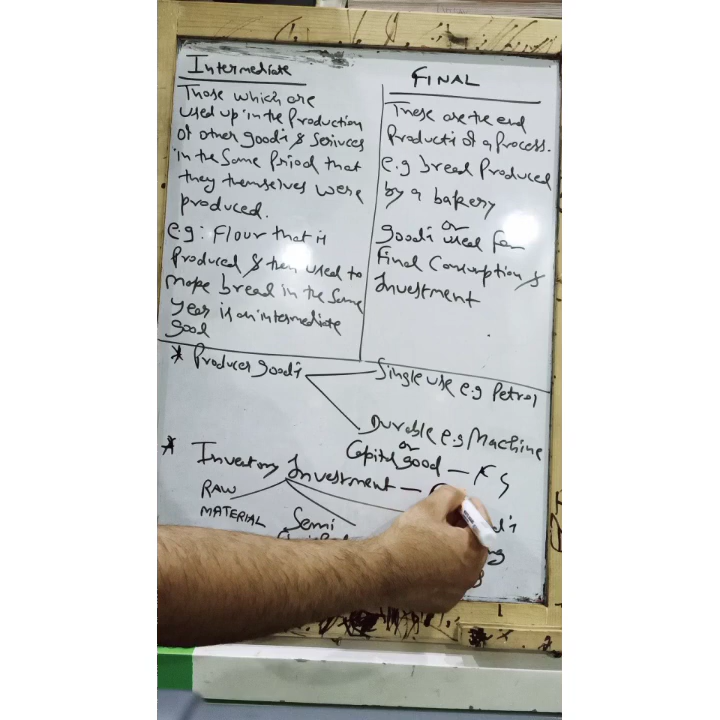 Intermediate
Those which are
used up in the Production
of other goods & Serivces
in the Same Priod that
they themselves were
produced.
e.g: Flour that is
Produced & then used to
make bread in the Same
year is an intermediate
good
FINAL
These are the end
Products of a Process.
e.g bread Produced
by a bakery
or
goods used for
Final Consumption &
Investment
* Producer goods
Single use e.g Petrol
Durable e.g Machine
or
Capital good — FG
* Inventory Investment —
RAW
MATERIAL
Semi